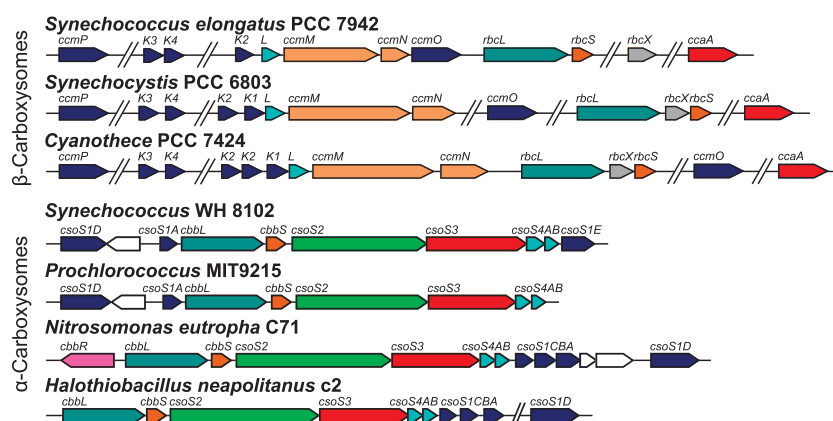 β-Carboxysomes
Synechococcus elongatus PCC 7942
ccmP K3 K4 K2 L ccmM ccmN ccmO rbcL rbcS rbcX ccaA
Synechocystis PCC 6803
ccmP K3 K4 K2 K1 L ccmM ccmN ccmO rbcL rbcX rbcS ccaA
Cyanothece PCC 7424
ccmP K3 K4 K2 K2 K1 L ccmM ccmN rbcL rbcX rbcS ccmO ccaA
α-Carboxysomes
Synechococcus WH 8102
csoS1D csoS1A cbbL cbbS csoS2 csoS3 csoS4AB csoS1E
Prochlorococcus MIT9215
csoS1D csoS1A cbbL cbbS csoS2 csoS3 csoS4AB
Nitrosomonas eutropha C71
cbbR cbbL cbbS csoS2 csoS3 csoS4AB csoS1CBA csoS1D
Halothiobacillus neapolitanus c2
cbbL cbbS csoS2 csoS3 csoS4AB csoS1CBA csoS1D